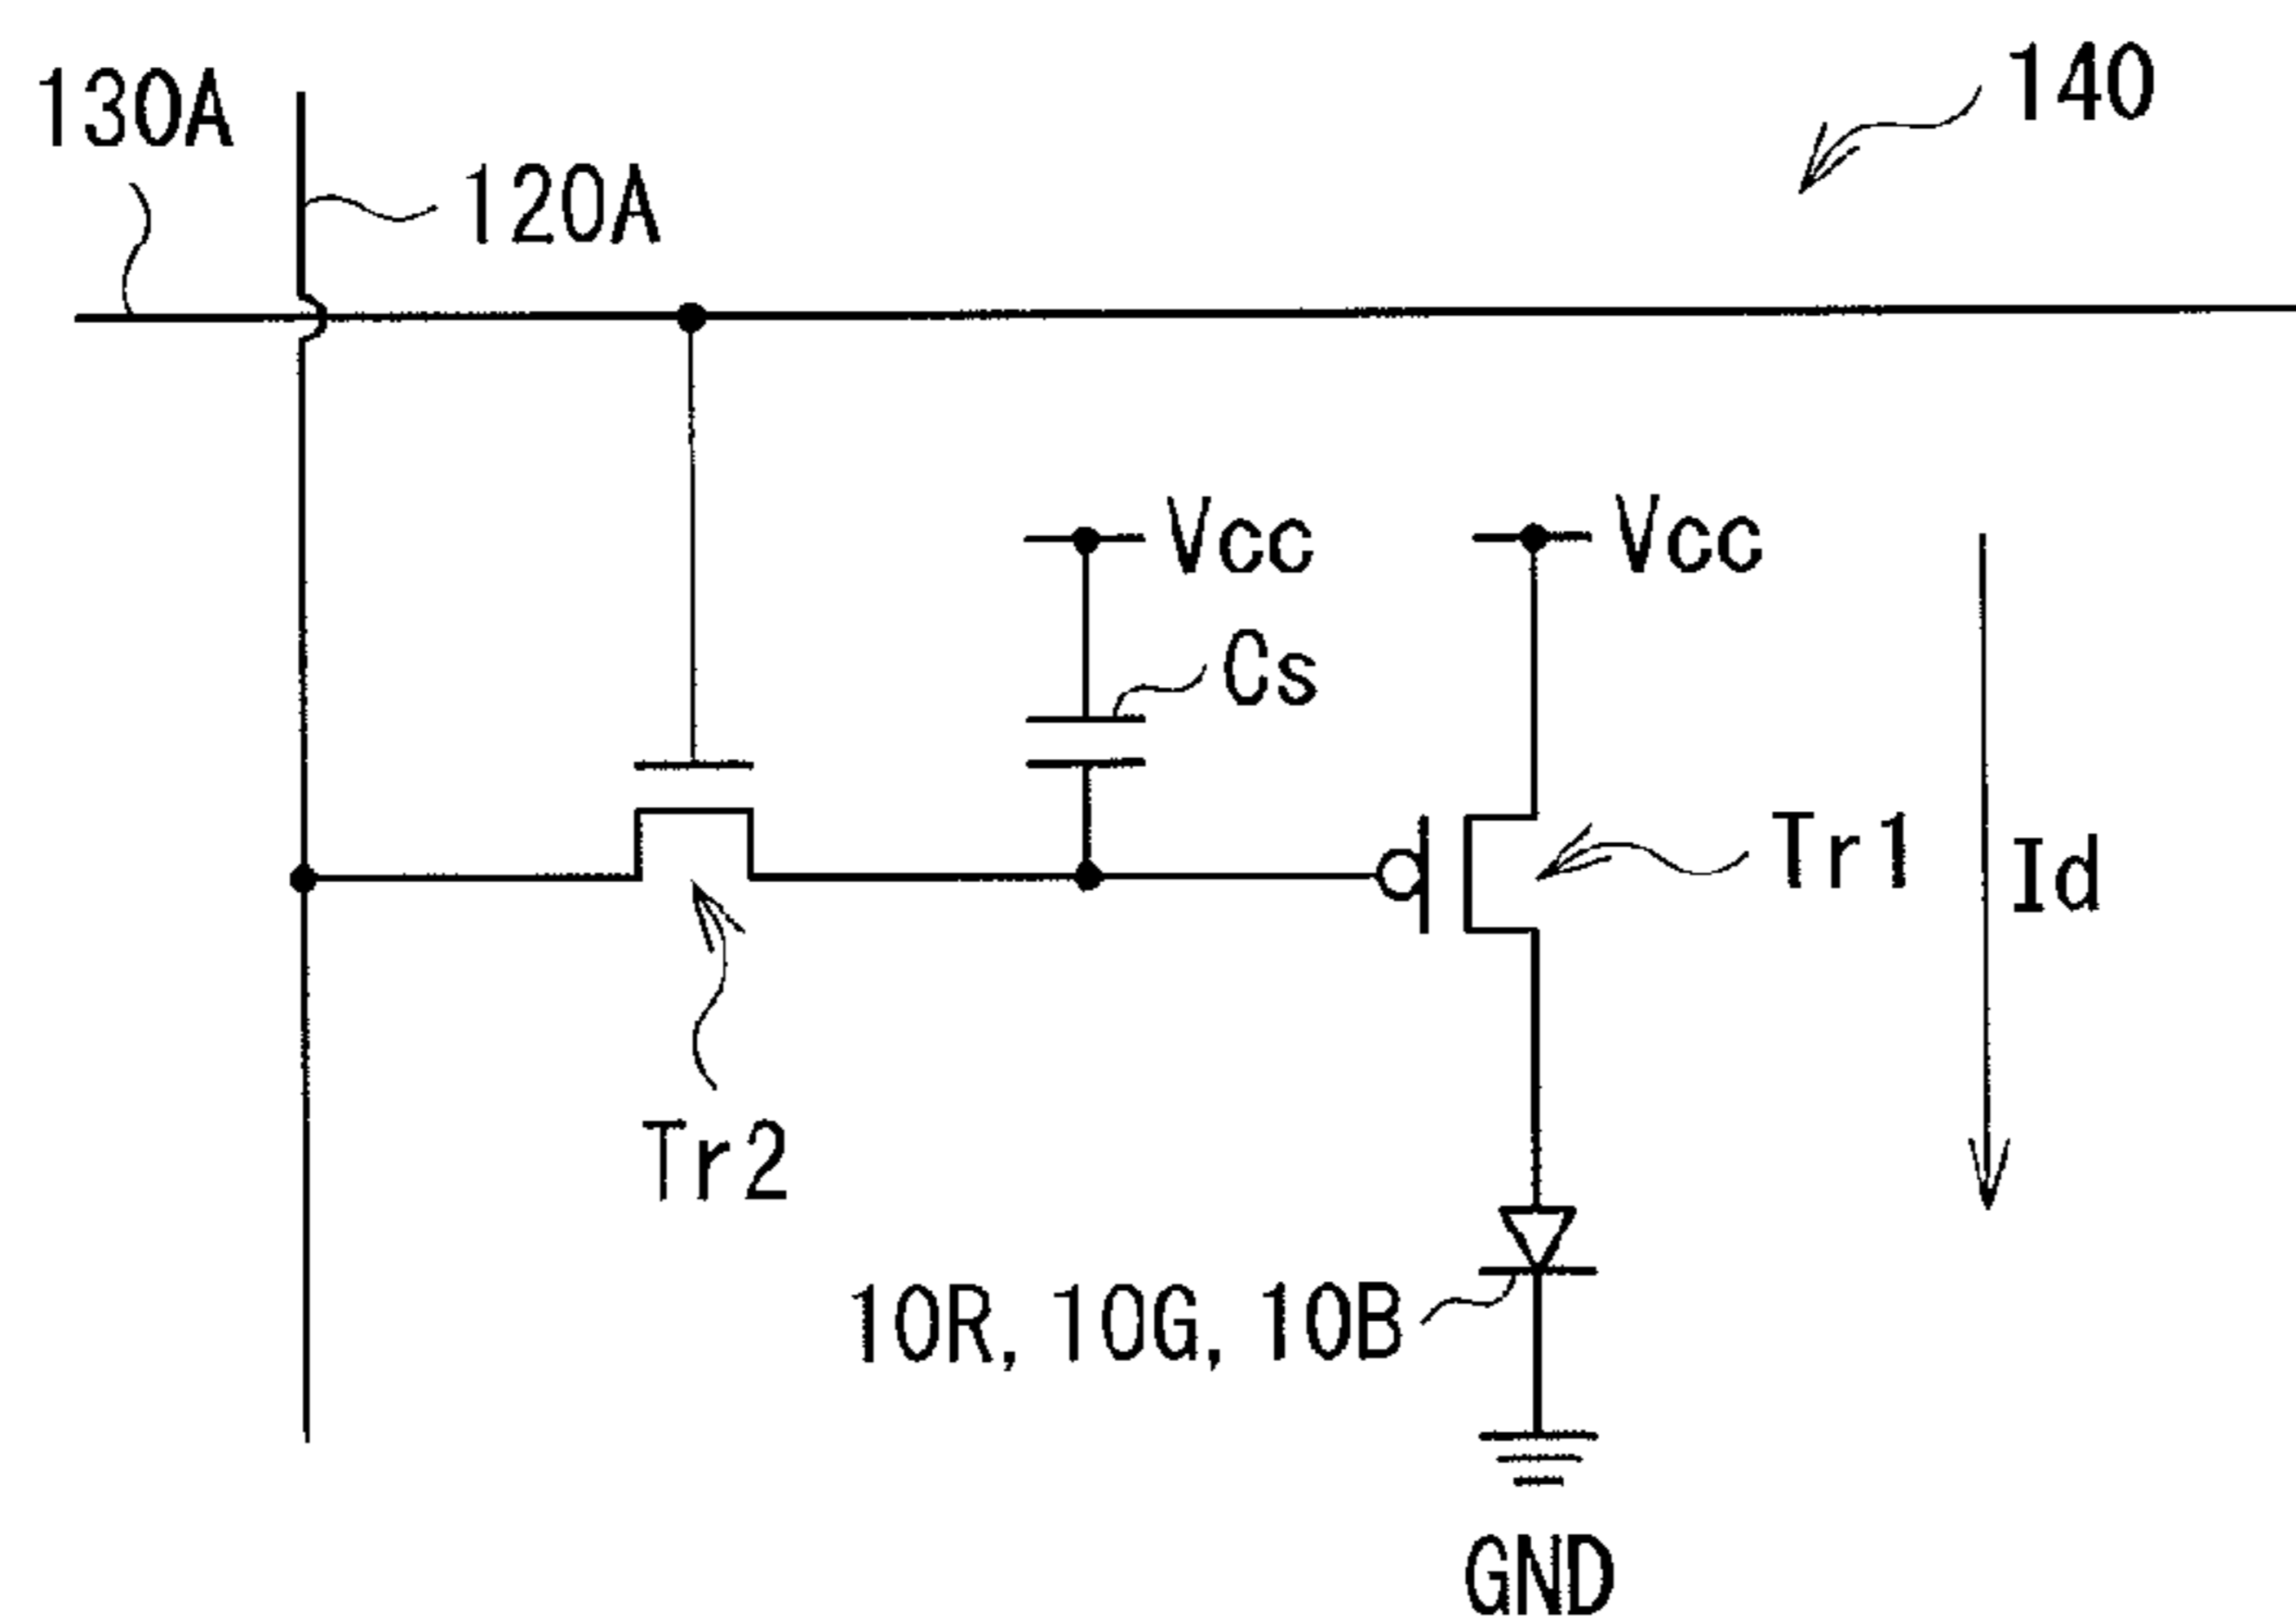 130A
120A
140
Vcc
Vcc
Cs
Tr1
Id
Tr2
10R, 10G, 10B
GND